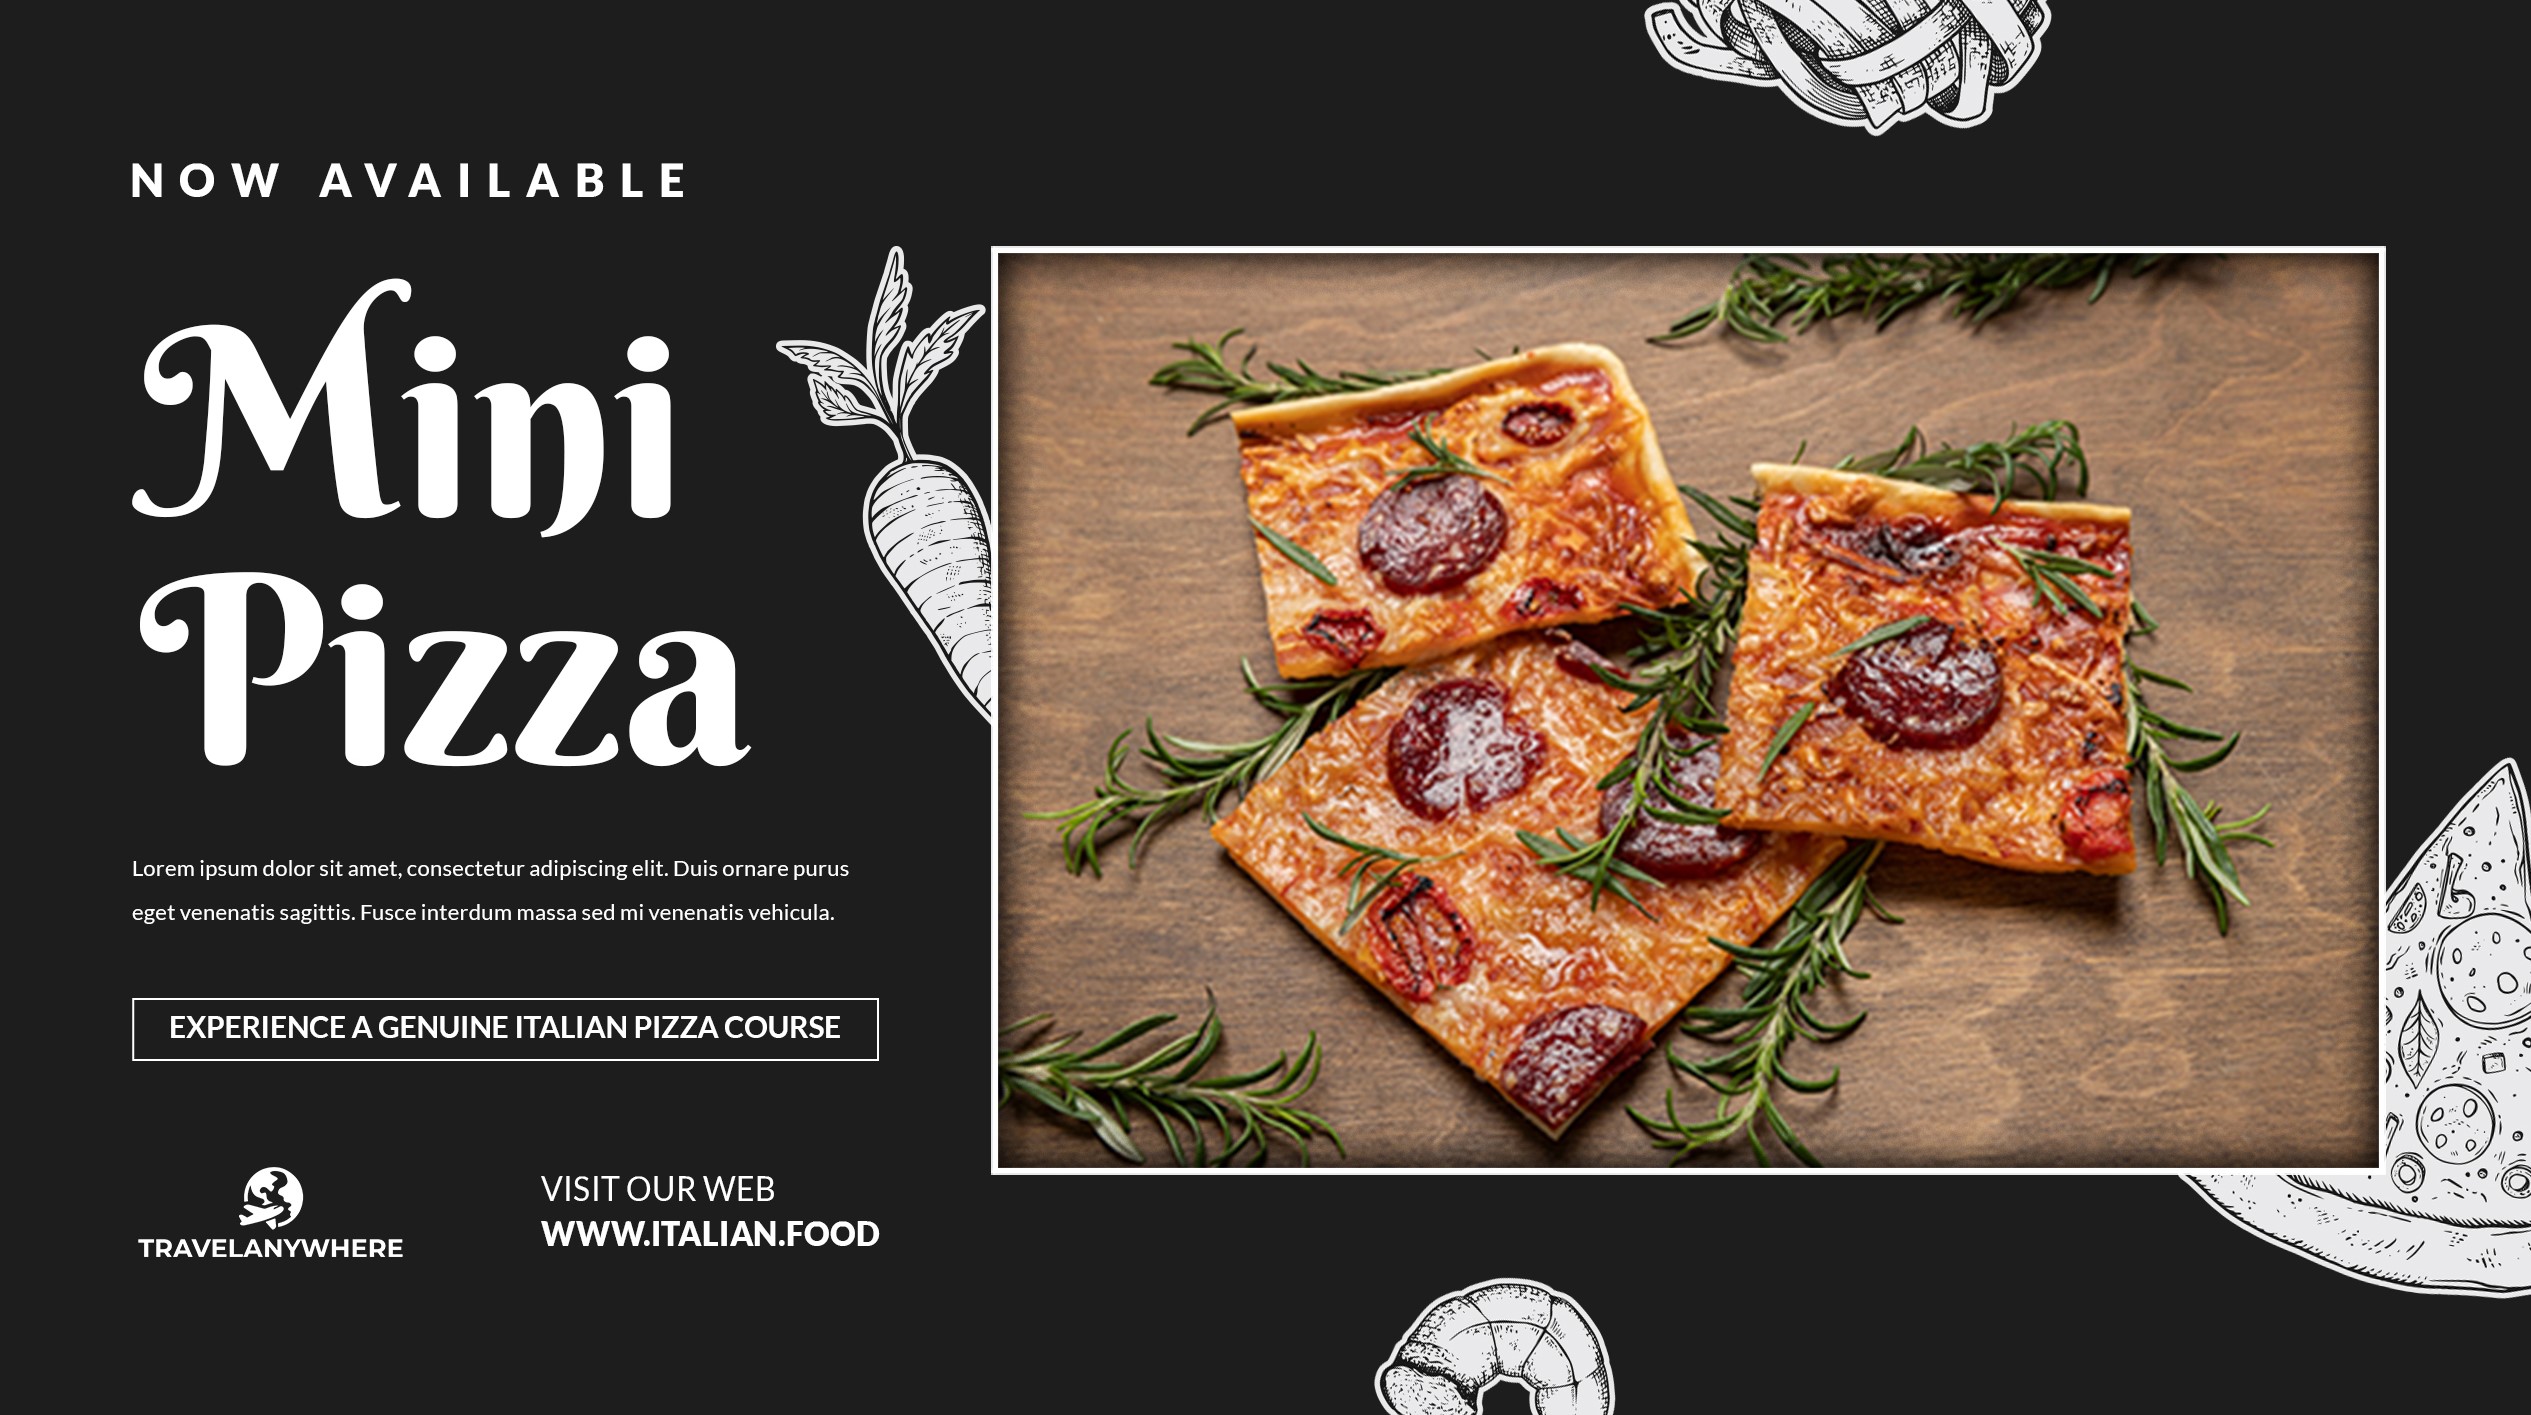 NOW AVAILABLE
Mini
Pizza
Lorem ipsum dolor sit amet, consectetur adipiscing elit. Duis ornare purus
eget venenatis sagittis. Fusce interdum massa sed mi venenatis vehicula.
EXPERIENCE A GENUINE ITALIAN PIZZA COURSE
TRAVELANYWHERE
VISIT OUR WEB
WWW.ITALIAN.FOOD